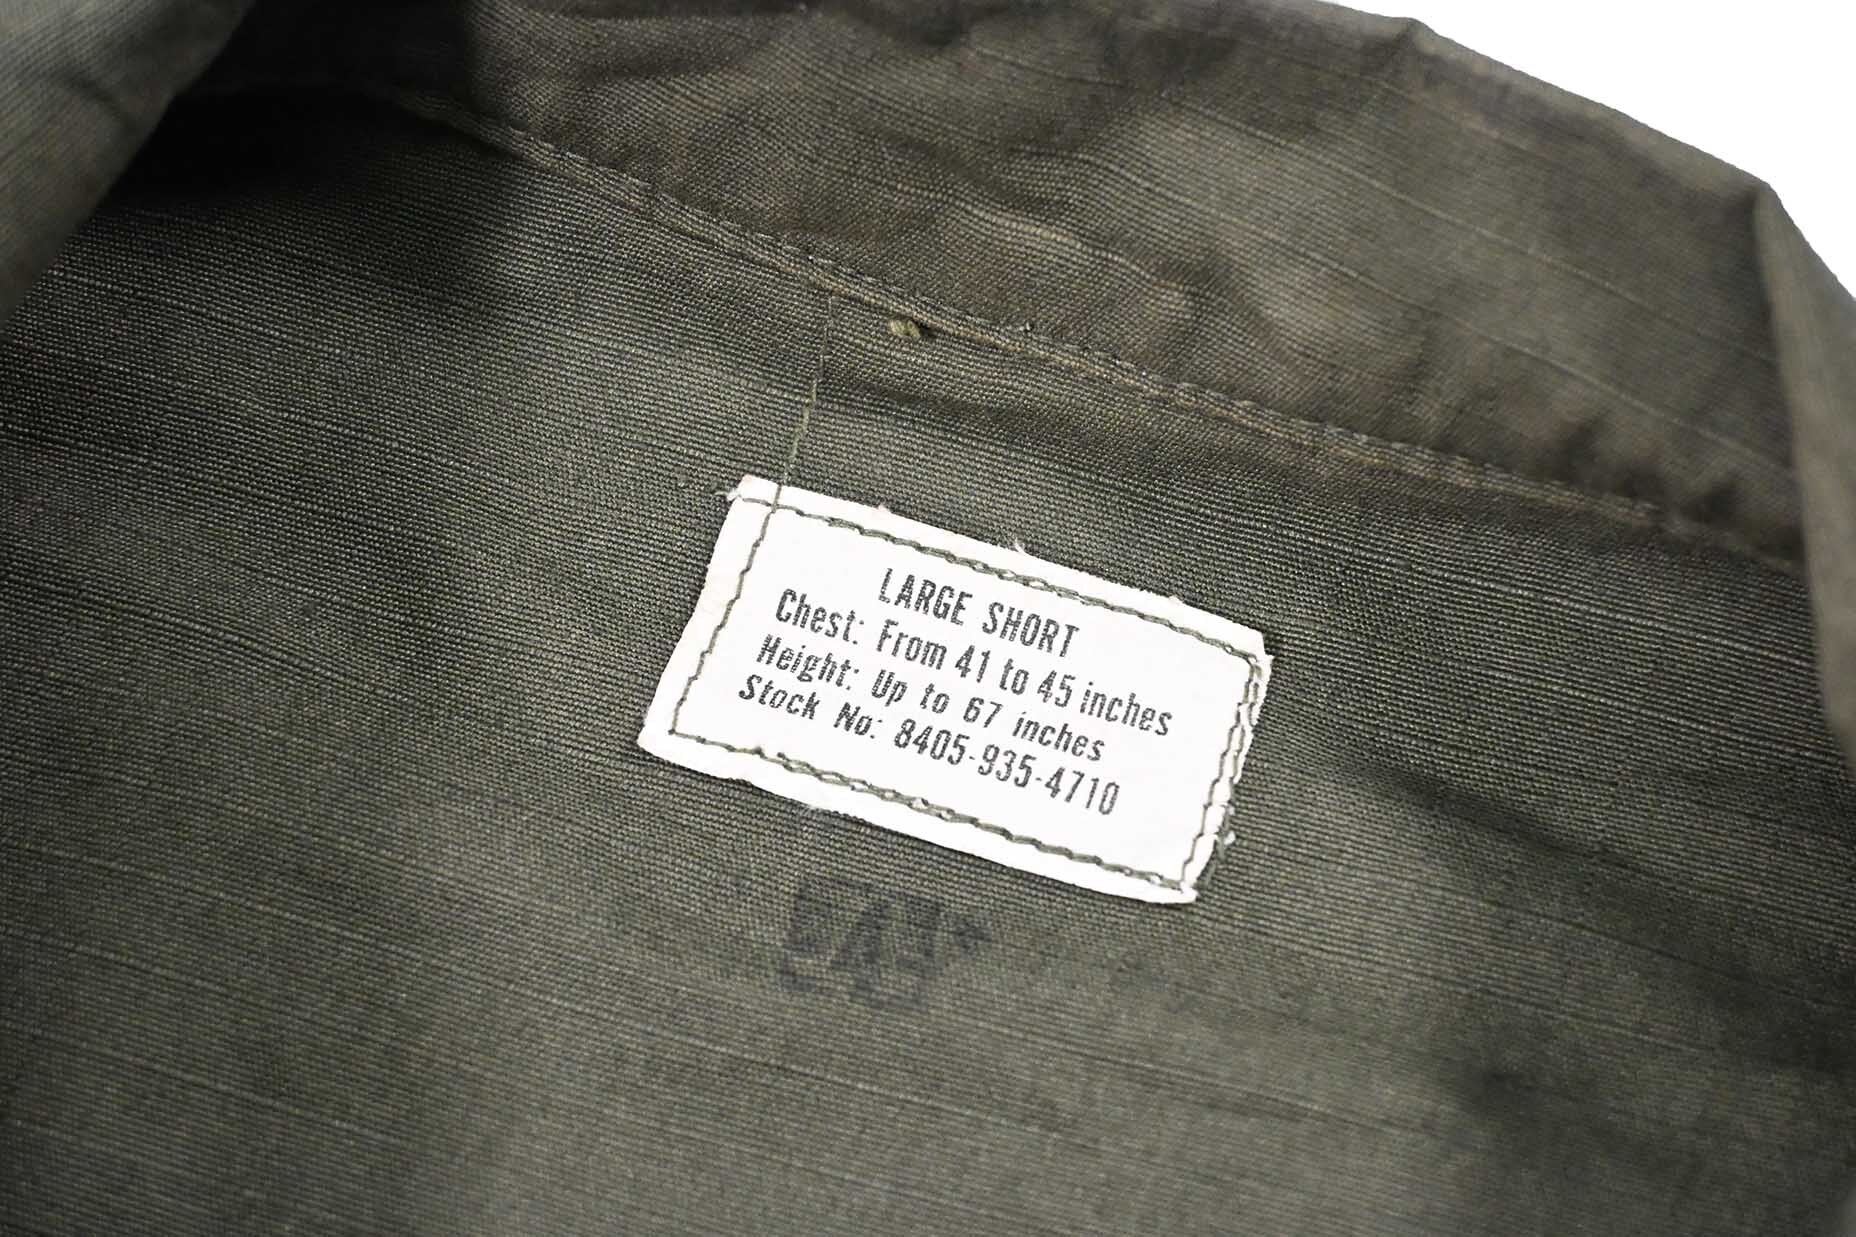 LARGE SHORT
Chest: From 41 to 45 inches
Height: Up to 67 inches
Stock No: 8405-935-4710